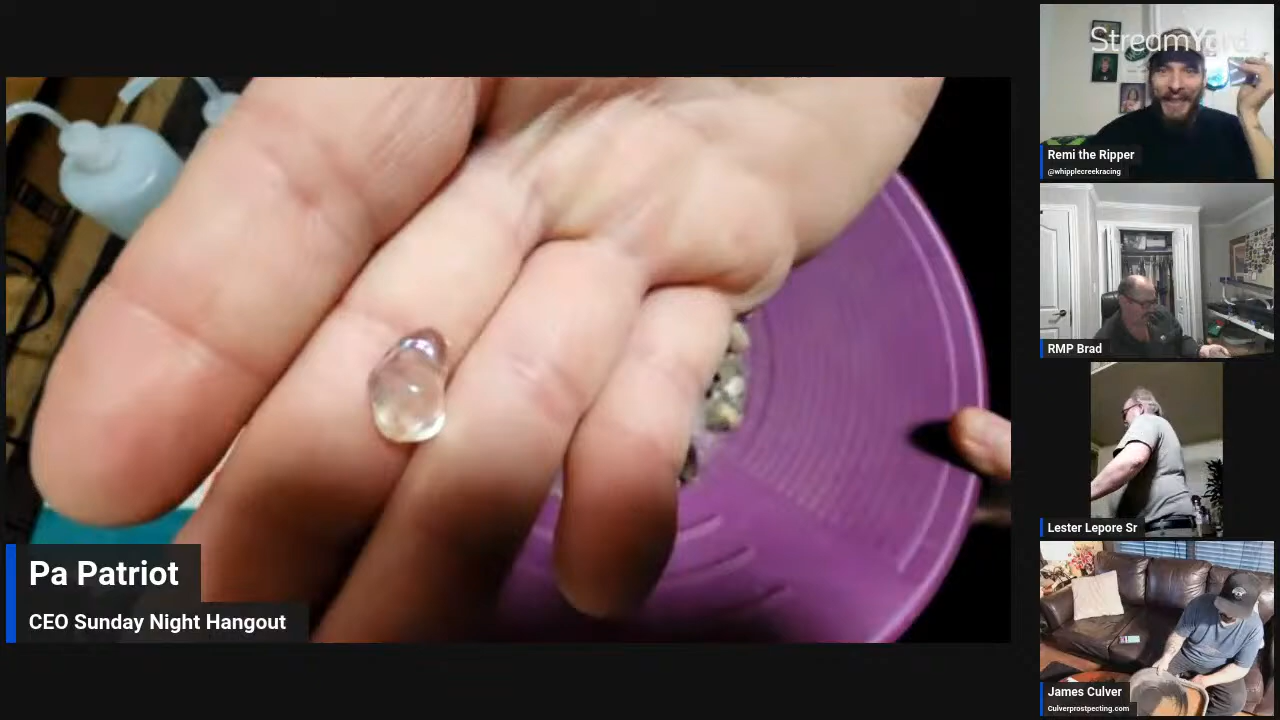 StreamYard
Remi the Ripper
@whipplecreekracing
RMP Brad
Lester Lepore Sr
James Culver
Culverprostpecting.com
Pa Patriot
CEO Sunday Night Hangout